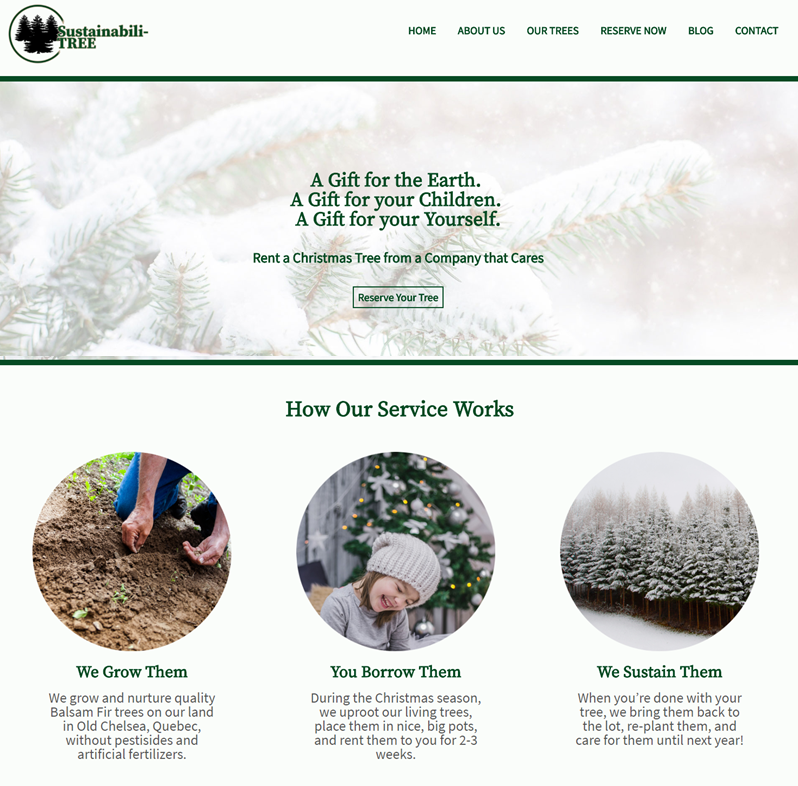 Sustainabili-
TREE
HOME ABOUT US OUR TREES RESERVE NOW BLOG CONTACT
A Gift for the Earth.
A Gift for your Children.
A Gift for your Yourself.
Rent a Christmas Tree from a Company that Cares
Reserve Your Tree
How Our Service Works
We Grow Them
We grow and nurture quality
Balsam Fir trees on our land
in Old Chelsea, Quebec,
without pestisides and
artificial fertilizers.
You Borrow Them
During the Christmas season,
we uproot our living trees,
place them in nice, big pots,
and rent them to you for 2-3
weeks.
We Sustain Them
When you’re done with your
tree, we bring them back to
the lot, re-plant them, and
care for them until next year!